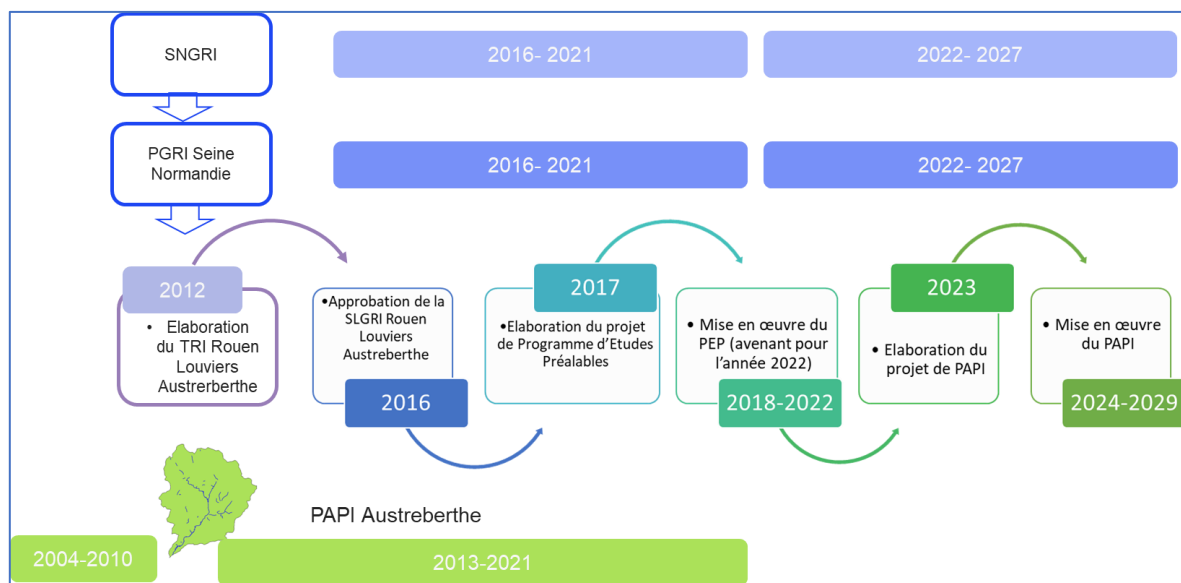 SNGRI
2016- 2021
2022- 2027
PGRI Seine
Normandie
2016- 2021
2022- 2027
2012
• Elaboration
du TRI Rouen
Louviers
Austrerberthe
•Approbation de la
SLGRI Rouen
Louviers
Austreberthe
2016
2017
•Elaboration du projet
de Programme d'Etudes
Préalables
• Mise en œuvre du
PEP (avenant pour
l'année 2022)
2018-2022
2023
• Elaboration du
projet de PAPI
• Mise en œuvre
du PAPI
2024-2029
PAPI Austreberthe
2004-2010
2013-2021